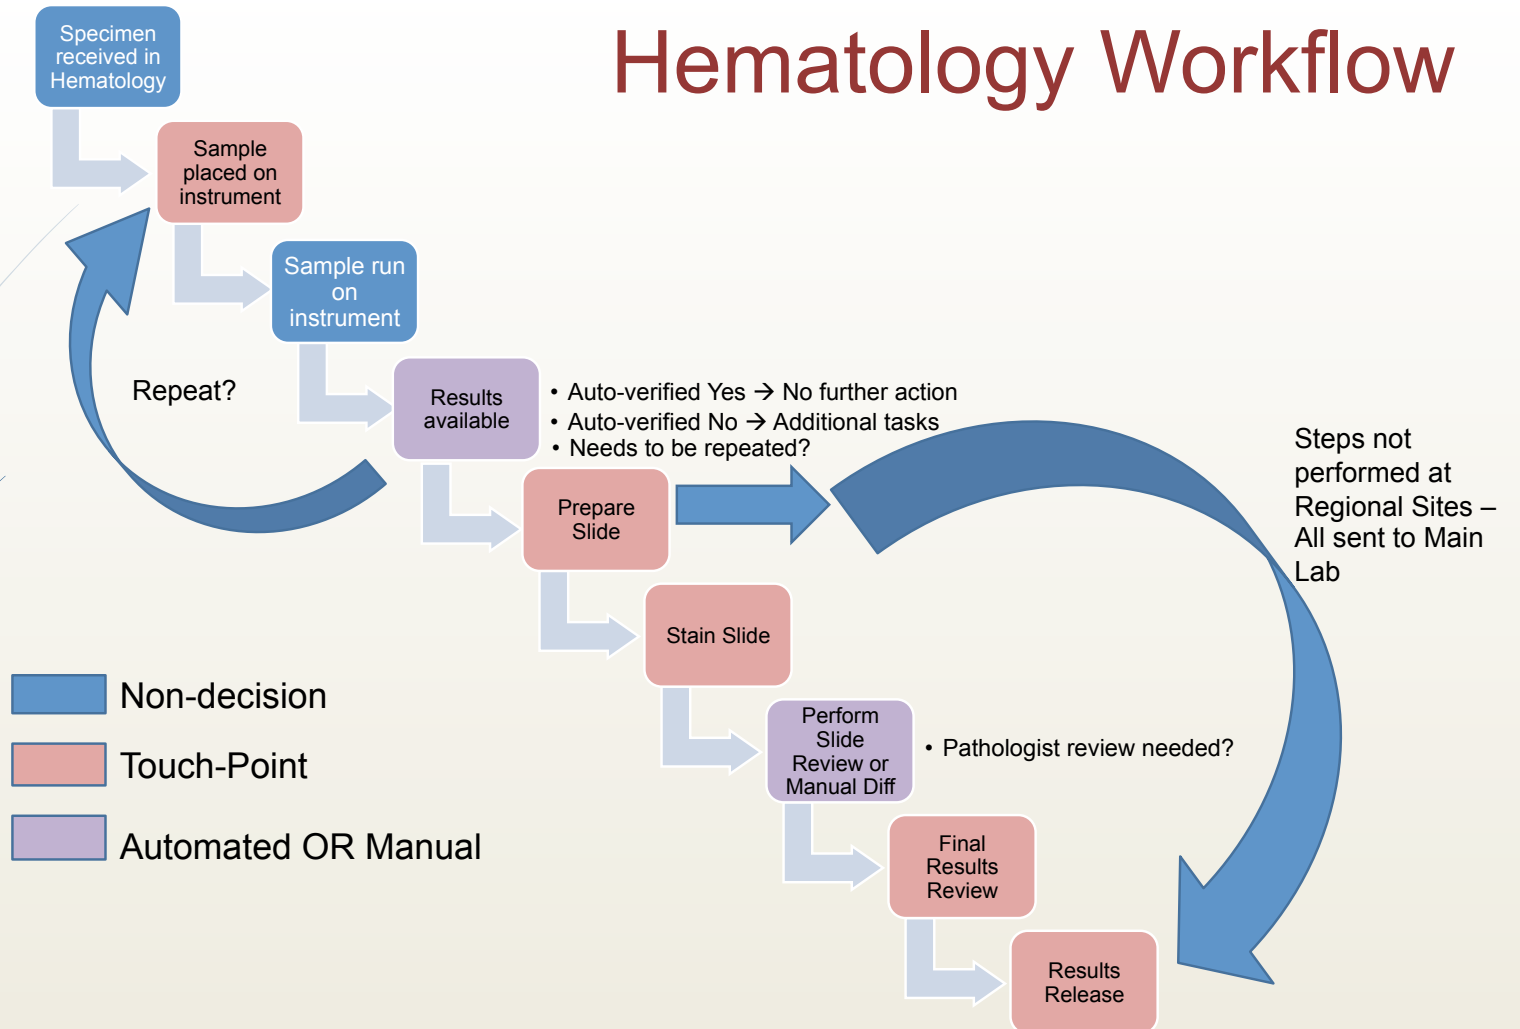 Hematology Workflow
Specimen
received in
Hematology
Sample
placed on
instrument
Sample run
on
instrument
Repeat?
Results
available
• Auto-verified Yes → No further action
• Auto-verified No → Additional tasks
• Needs to be repeated?
Steps not
performed at
Regional Sites –
All sent to Main
Lab
Prepare
Slide
Stain Slide
Perform
Slide
Review or
Manual Diff
• Pathologist review needed?
Final
Results
Review
Results
Release
Non-decision
Touch-Point
Automated OR Manual